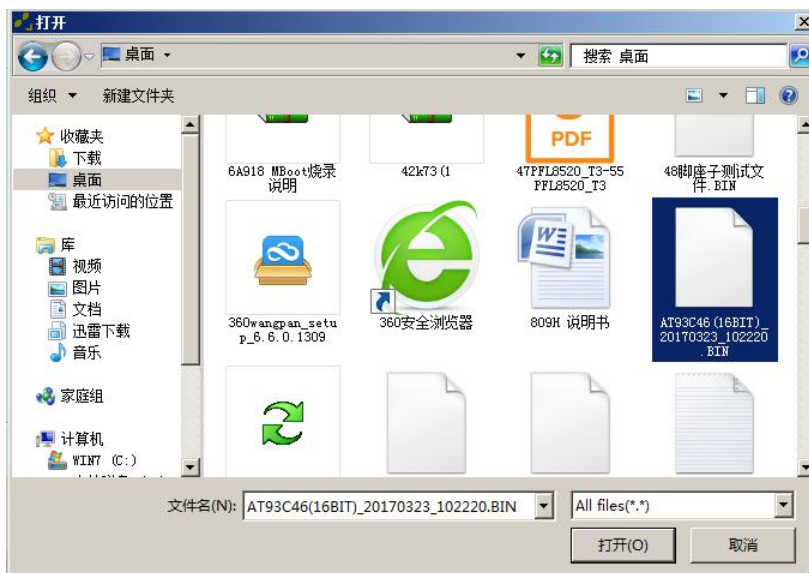 打开
桌面
搜索 桌面
组织
新建文件夹
收藏夹
下载
桌面
最近访问的位置
库
视频
图片
文档
迅雷下载
音乐
家庭组
计算机
WIN7 (C:)
PDF
6A918 MBoot烧录
说明
42k73(1
47PFL8520_T3-55
PFL8520_T3
48脚座子测试文
件.BIN
W
360wangpan_setu
p_6.6.0.1309
360安全浏览器
809H 说明书
AT93C46(16BIT)_
20170323_102220
.BIN
文件名(N):
AT93C46(16BIT)_20170323_102220.BIN
All files(*.*)
打开(O)
取消